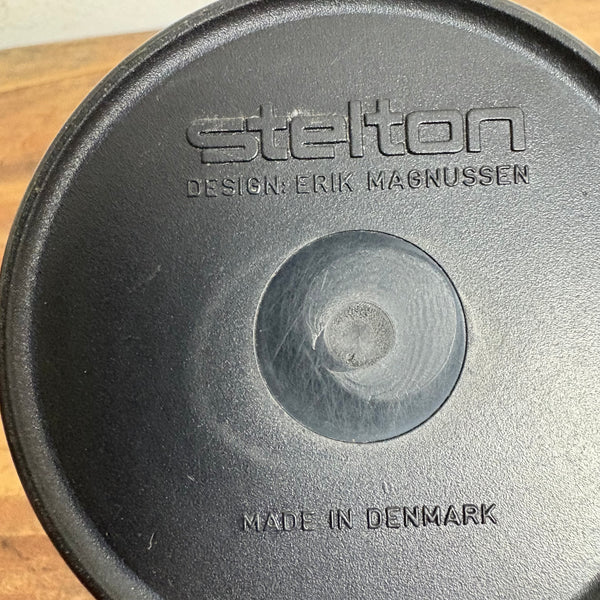 stelton
DESIGN: ERIK MAGNUSSEN
MADE IN DENMARK